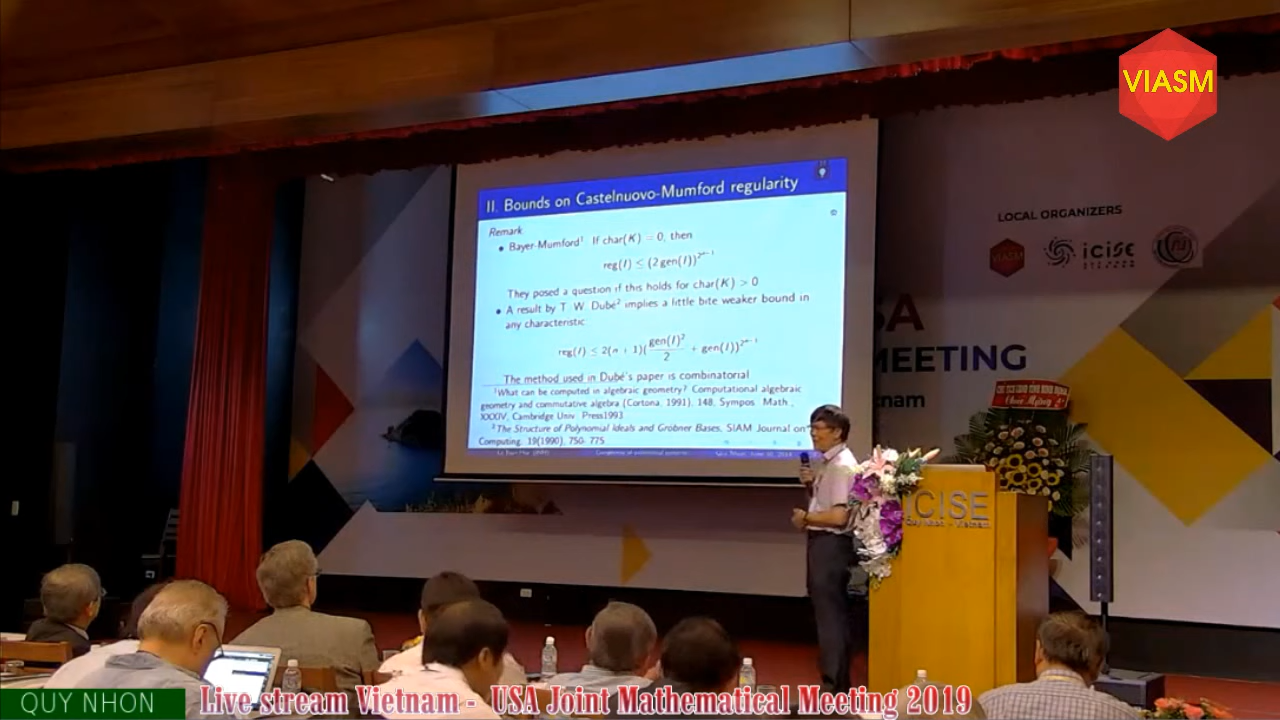 VIASM
II. Bounds on Castelnuovo-Mumford regularity
Remark
• Bayer-Mumford¹ If char(K) = 0, then
reg(I) ≤ (2 gen(I))
They posed a question if this holds for char(K) > 0
• A result by T. W. Dubé² implies a little bite weaker bound in
any characteristic
reg(I) ≤ 2(n + 1)(gen(I)²/2 + gen(I))
The method used in Dubé's paper is combinatorial
¹What can be computed in algebraic geometry? Computational algebraic
geometry and commutative algebra (Cortona, 1991), 148, Sympos. Math.,
XXXIV, Cambridge Univ. Press1993
²The Structure of Polynomial Ideals and Grobner Bases, SIAM Journal on
Computing, 19(1990), 750- 775
LOCAL ORGANIZERS
VIASM
iCiSE
SA
MEETING
tnam
ICISE
Quy Nhon - Vietnam
QUY NHON
Live stream Vietnam - USA Joint Mathematical Meeting 2019